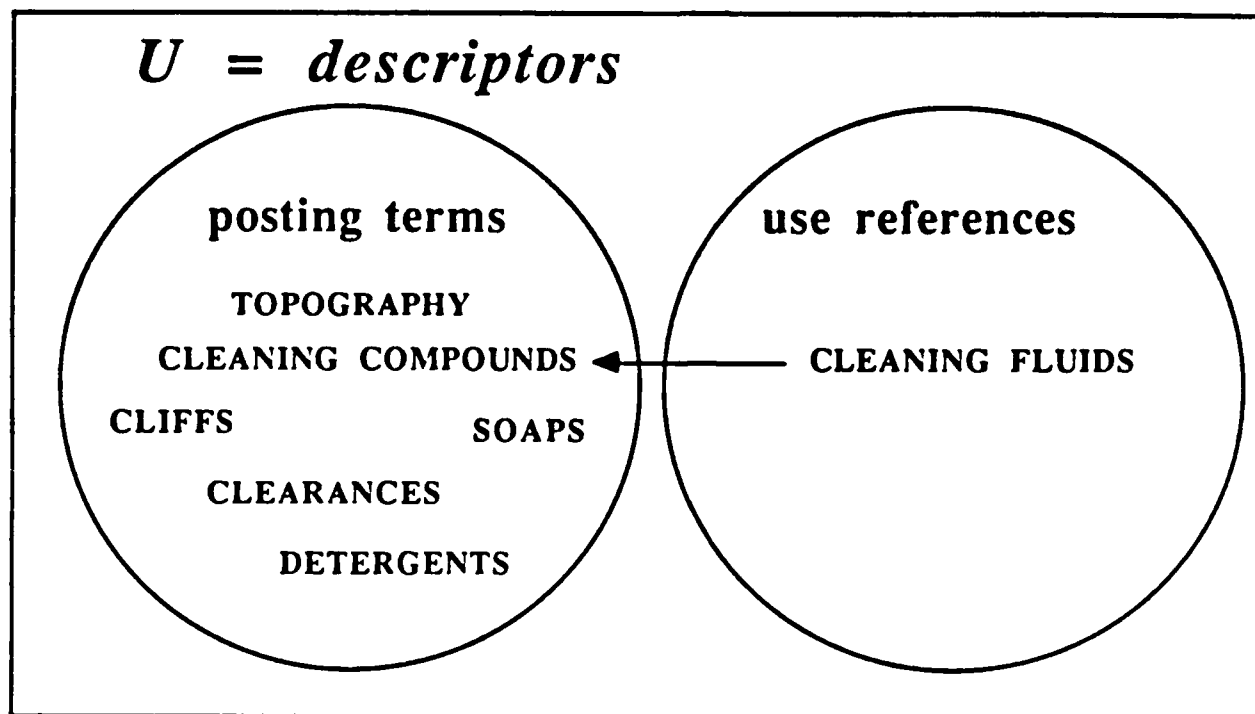 U = descriptors
posting terms
TOPOGRAPHY
CLEANING COMPOUNDS
CLIFFS
SOAPS
CLEARANCES
DETERGENTS
use references
CLEANING FLUIDS